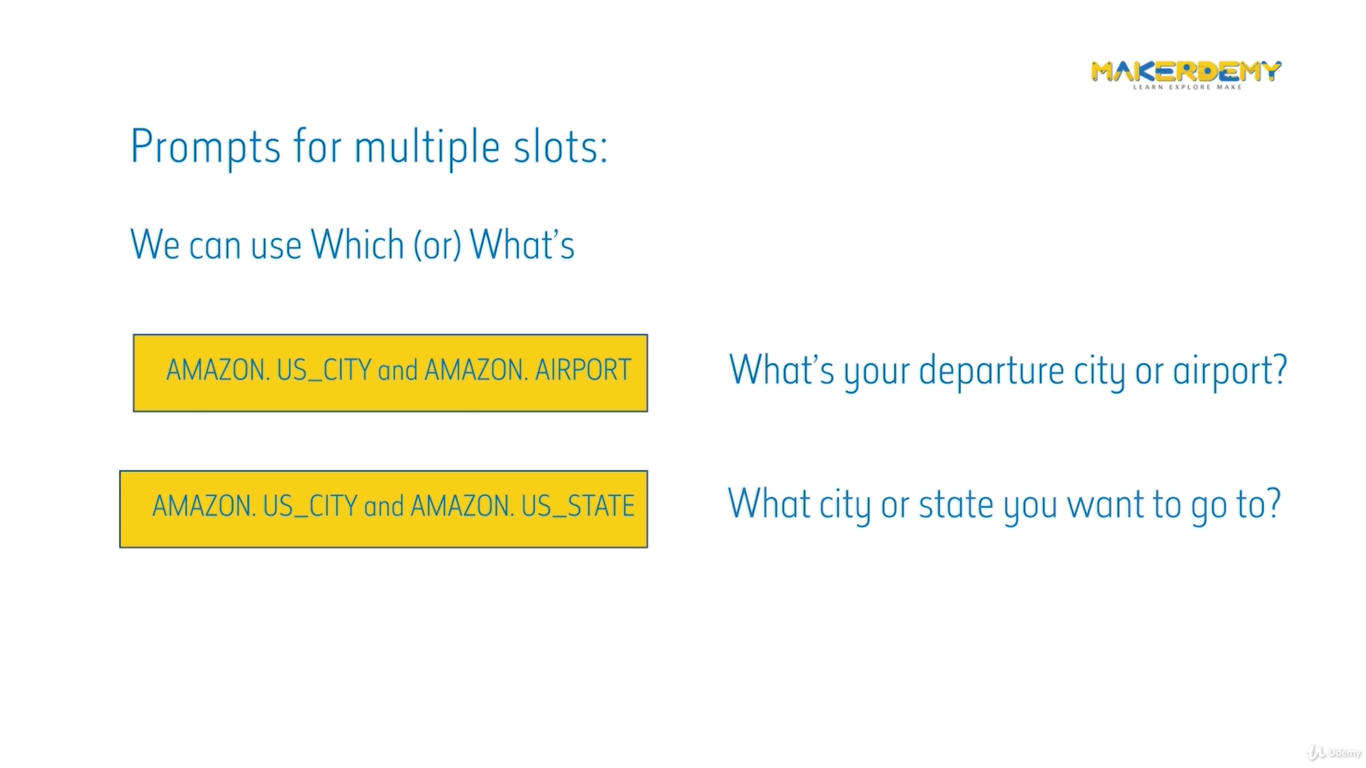 MAKERDEMY
LEARN EXPLORE MAKE
Prompts for multiple slots:
We can use Which (or) What's
AMAZON. US_CITY and AMAZON. AIRPORT
What's your departure city or airport?
AMAZON. US_CITY and AMAZON. US_STATE
What city or state you want to go to?
Udemy